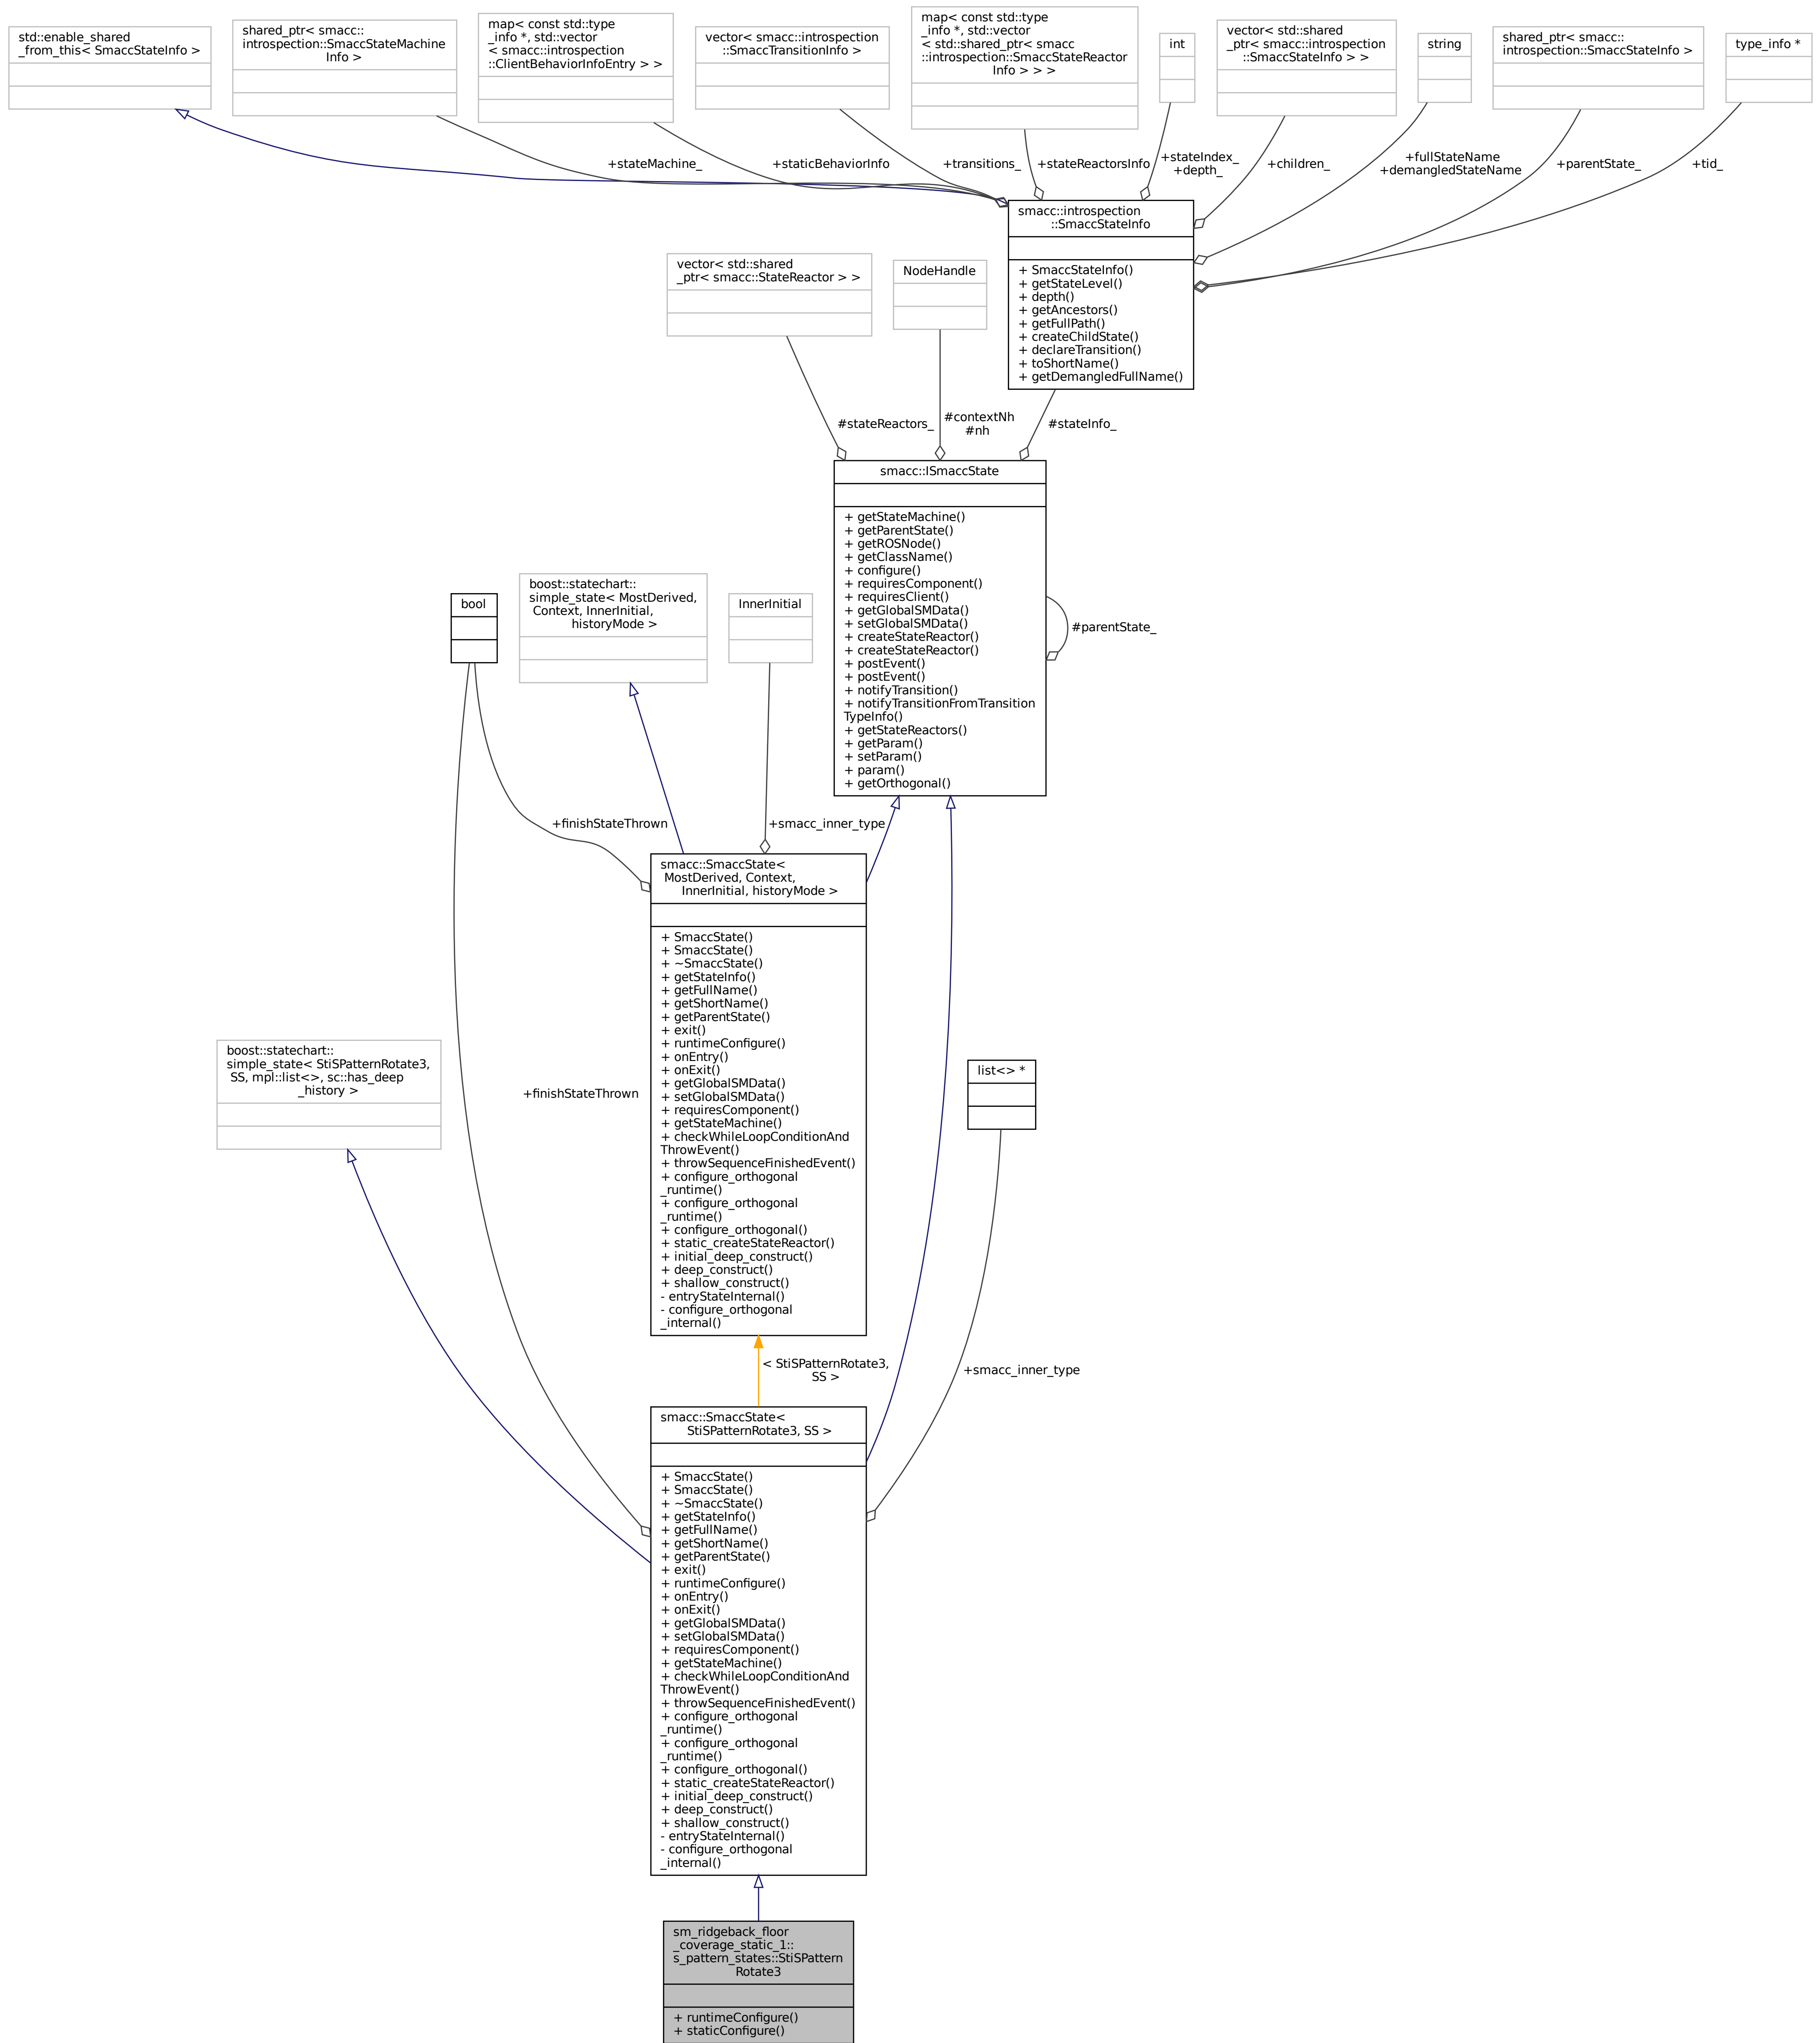 std::enable_shared
_from_this< SmaccStateInfo >
shared_ptr< smacc::
introspection::SmaccStateMachine
Info >
map< const std::type
_info *, std::vector
< smacc::introspection
::ClientBehaviorInfoEntry > >
vector< smacc::introspection
::SmaccTransitionInfo >
map< const std::type
_info *, std::vector
< std::shared_ptr< smacc
::introspection::SmaccStateReactor
Info > > >
int
vector< std::shared
_ptr< smacc::introspection
::SmaccStateInfo > >
string
shared_ptr< smacc::
introspection::SmaccStateInfo >
type_info *
+stateMachine_
+staticBehaviorInfo
+transitions_
+stateReactorsInfo
+stateIndex_
+depth_
+children_
+fullStateName
+demangledStateName
+parentState_
+tid_
smacc::introspection
::SmaccStateInfo
+ SmaccStateInfo()
+ getStateLevel()
+ depth()
+ getAncestors()
+ getFullPath()
+ createChildState()
+ declareTransition()
+ toShortName()
+ getDemangledFullName()
vector< std::shared
_ptr< smacc::StateReactor > >
NodeHandle
#stateReactors_
#contextNh
#nh
#stateInfo_
smacc::ISmaccState
+ getStateMachine()
+ getParentState()
+ getROSNode()
+ getClassName()
+ configure()
+ requiresComponent()
+ requiresClient()
+ getGlobalSMData()
+ setGlobalSMData()
+ createStateReactor()
+ createStateReactor()
+ postEvent()
+ postEvent()
+ notifyTransition()
+ notifyTransitionFromTransition
TypeInfo()
+ getStateReactors()
+ getParam()
+ setParam()
+ param()
+ getOrthogonal()
#parentState_
bool
boost::statechart::
simple_state< MostDerived,
Context, InnerInitial,
historyMode >
InnerInitial
+finishStateThrown
+smacc_inner_type
smacc::SmaccState<
MostDerived, Context,
InnerInitial, historyMode >
+ SmaccState()
+ SmaccState()
+ ~SmaccState()
+ getStateInfo()
+ getFullName()
+ getShortName()
+ getParentState()
+ exit()
+ runtimeConfigure()
+ onEntry()
+ onExit()
+ getGlobalSMData()
+ setGlobalSMData()
+ requiresComponent()
+ getStateMachine()
+ checkWhileLoopConditionAnd
ThrowEvent()
+ throwSequenceFinishedEvent()
+ configure_orthogonal
_runtime()
+ configure_orthogonal
_runtime()
+ configure_orthogonal()
+ static_createStateReactor()
+ initial_deep_construct()
+ deep_construct()
+ shallow_construct()
- entryStateInternal()
- configure_orthogonal
_internal()
boost::statechart::
simple_state< StiSPatternRotate3,
SS, mpl::list<>, sc::has_deep
_history >
+finishStateThrown
list<> *
< StiSPatternRotate3,
SS >
+smacc_inner_type
smacc::SmaccState<
StiSPatternRotate3, SS >
+ SmaccState()
+ SmaccState()
+ ~SmaccState()
+ getStateInfo()
+ getFullName()
+ getShortName()
+ getParentState()
+ exit()
+ runtimeConfigure()
+ onEntry()
+ onExit()
+ getGlobalSMData()
+ setGlobalSMData()
+ requiresComponent()
+ getStateMachine()
+ checkWhileLoopConditionAnd
ThrowEvent()
+ throwSequenceFinishedEvent()
+ configure_orthogonal
_runtime()
+ configure_orthogonal
_runtime()
+ configure_orthogonal()
+ static_createStateReactor()
+ initial_deep_construct()
+ deep_construct()
+ shallow_construct()
- entryStateInternal()
- configure_orthogonal
_internal()
sm_ridgeback_floor
_coverage_static_1::
s_pattern_states::StiSPattern
Rotate3
+ runtimeConfigure()
+ staticConfigure()